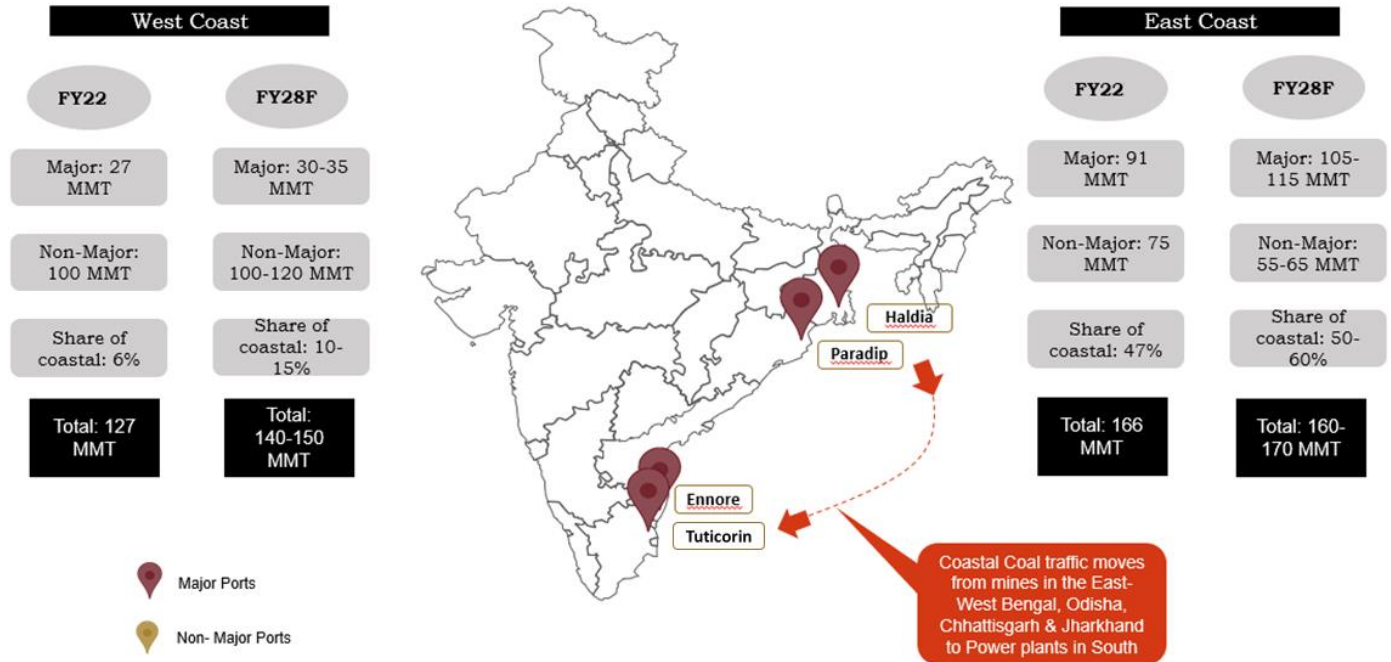 West Coast
FY22
FY28F
Major: 27
MMT
Major: 30-35
MMT
Non-Major:
100 MMT
Non-Major:
100-120 MMT
Share of
coastal: 6%
Share of
coastal: 10-
15%
Total: 127
MMT
Total:
140-150
MMT
Major Ports
Non- Major Ports
Haldia
Paradip
Ennore
Tuticorin
East Coast
FY22
FY28F
Major: 91
MMT
Major: 105-
115 MMT
Non-Major: 75
MMT
Non-Major:
55-65 MMT
Share of
coastal: 47%
Share of
coastal: 50-
60%
Total: 166
MMT
Total: 160-
170 MMT
Coastal Coal traffic moves
from mines in the East-
West Bengal, Odisha,
Chhattisgarh & Jharkhand
to Power plants in South